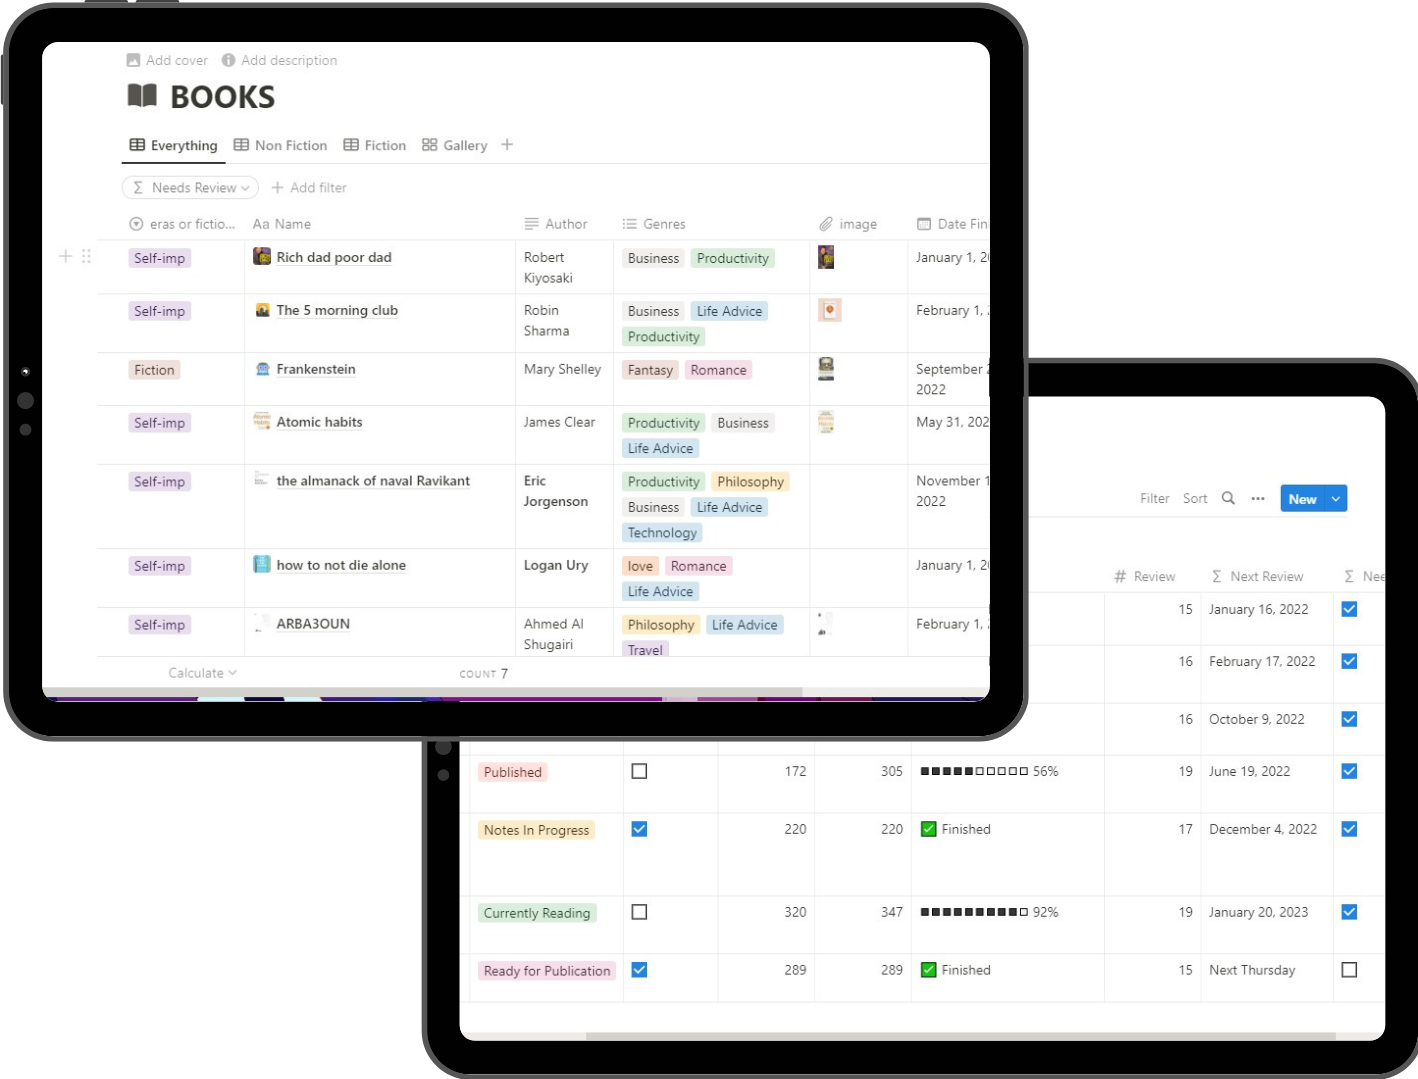 Add cover Add description
BOOKS
Everything Non Fiction Fiction Gallery
Needs Review Add filter
eras or fictio... Aa Name Author Genres image Date Fin
Self-imp Rich dad poor dad Robert Kiyosaki Business Productivity January 1, 20
Self-imp The 5 morning club Robin Sharma Business Life Advice Productivity February 1,
Fiction Frankenstein Mary Shelley Fantasy Romance September 2022
Self-imp Atomic habits James Clear Productivity Business Life Advice May 31, 202
Self-imp the almanack of naval Ravikant Eric Jorgenson Productivity Philosophy Business Life Advice Technology November 1 2022
Self-imp how to not die alone Logan Ury love Romance Life Advice January 1, 20
Self-imp ARBA3OUN Ahmed Al Shugairi Philosophy Life Advice Travel February 1,
Calculate COUNT 7
Filter Sort New
# Review Σ Next Review Σ Nee
15 January 16, 2022
16 February 17, 2022
16 October 9, 2022
Published 172 305 56% 19 June 19, 2022
Notes In Progress 220 220 Finished 17 December 4, 2022
Currently Reading 320 347 92% 19 January 20, 2023
Ready for Publication 289 289 Finished 15 Next Thursday